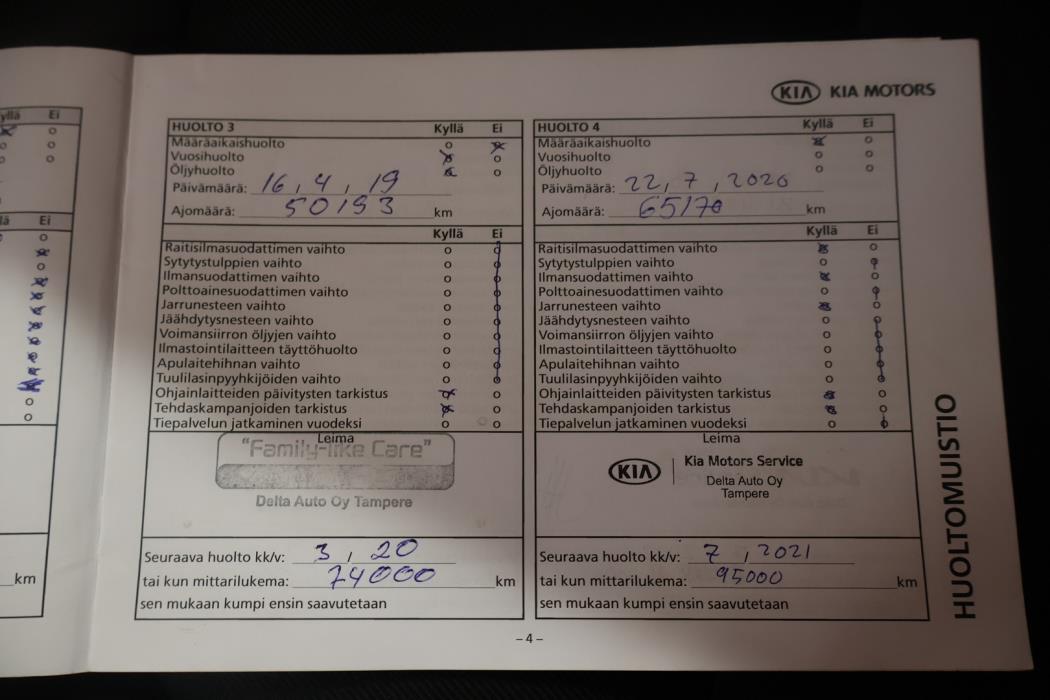 KIA KIA MOTORS
yllä Ei
Ei
km
HUOLTO 3 Kyllä Ei
Määräaikaishuolto
Vuosihuolto
Öljyhuolto
Päivämäärä: 16, 4, 19
Ajomäärä: 50193 km
Kyllä Ei
Raitisilmasuodattimen vaihto
Sytytystulppien vaihto
Ilmansuodattimen vaihto
Polttoainesuodattimen vaihto
Jarrunesteen vaihto
Jäähdytysnesteen vaihto
Voimansiirron öljyjen vaihto
Ilmastointilaitteen täyttöhuolto
Apulaitehihnan vaihto
Tuulilasinpyyhkijöiden vaihto
Ohjainlaitteiden päivitysten tarkistus
Tehdaskampanjoiden tarkistus
Tiepalvelun jatkaminen vuodeksi
Leima
"Family-like Care"
Delta Auto Oy Tampere
Seuraava huolto kk/v: 3, 20
tai kun mittarilukema: 74000 km
sen mukaan kumpi ensin saavutetaan
HUOLTO 4 Kyllä Ei
Määräaikaishuolto
Vuosihuolto
Öljyhuolto
Päivämäärä: 22, 7, 2020
Ajomäärä: 65170 km
Kyllä Ei
Raitisilmasuodattimen vaihto
Sytytystulppien vaihto
Ilmansuodattimen vaihto
Polttoainesuodattimen vaihto
Jarrunesteen vaihto
Jäähdytysnesteen vaihto
Voimansiirron öljyjen vaihto
Ilmastointilaitteen täyttöhuolto
Apulaitehihnan vaihto
Tuulilasinpyyhkijöiden vaihto
Ohjainlaitteiden päivitysten tarkistus
Tehdaskampanjoiden tarkistus
Tiepalvelun jatkaminen vuodeksi
Leima
KIA Kia Motors Service
Delta Auto Oy
Tampere
Seuraava huolto kk/v: 7, 2021
tai kun mittarilukema: 95000 km
sen mukaan kumpi ensin saavutetaan
HUOLTOMUISTIO
– 4 –